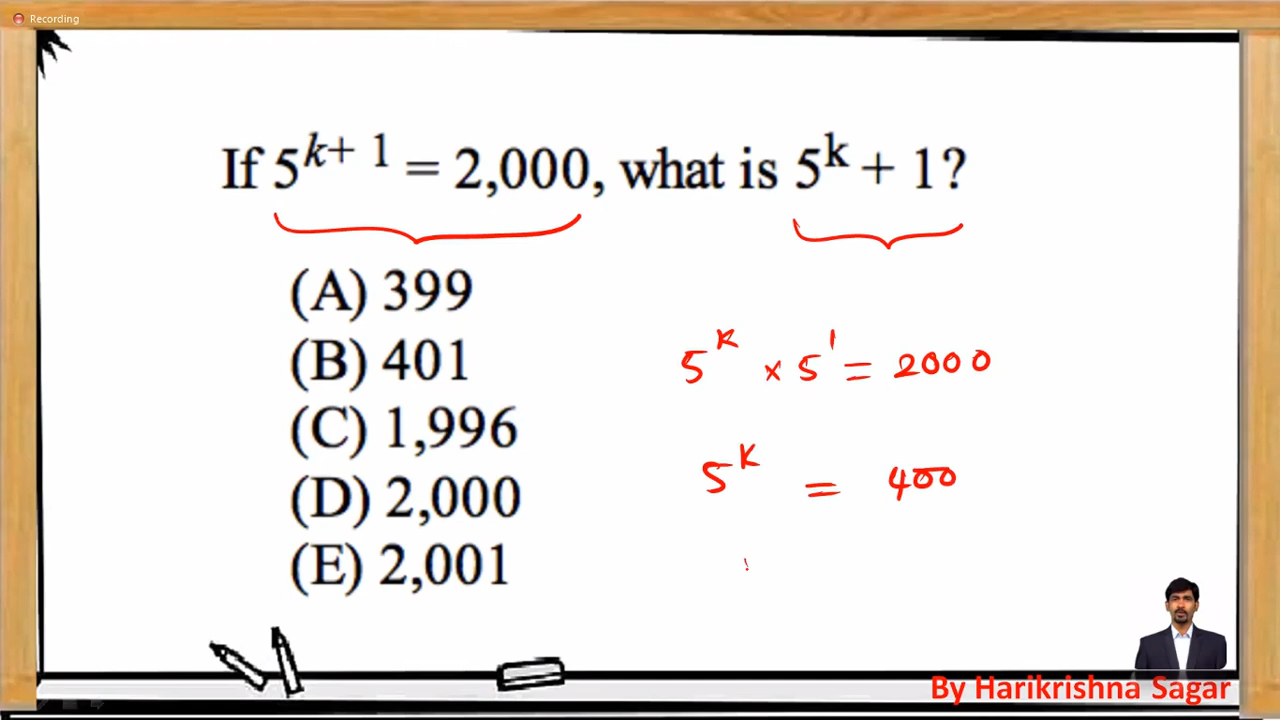 Recording
If 5^{k+1} = 2,000, what is 5^k + 1?
(A) 399
(B) 401
(C) 1,996
(D) 2,000
(E) 2,001
5^k × 5^1 = 2000
5^k = 400
By Harikrishna Sagar